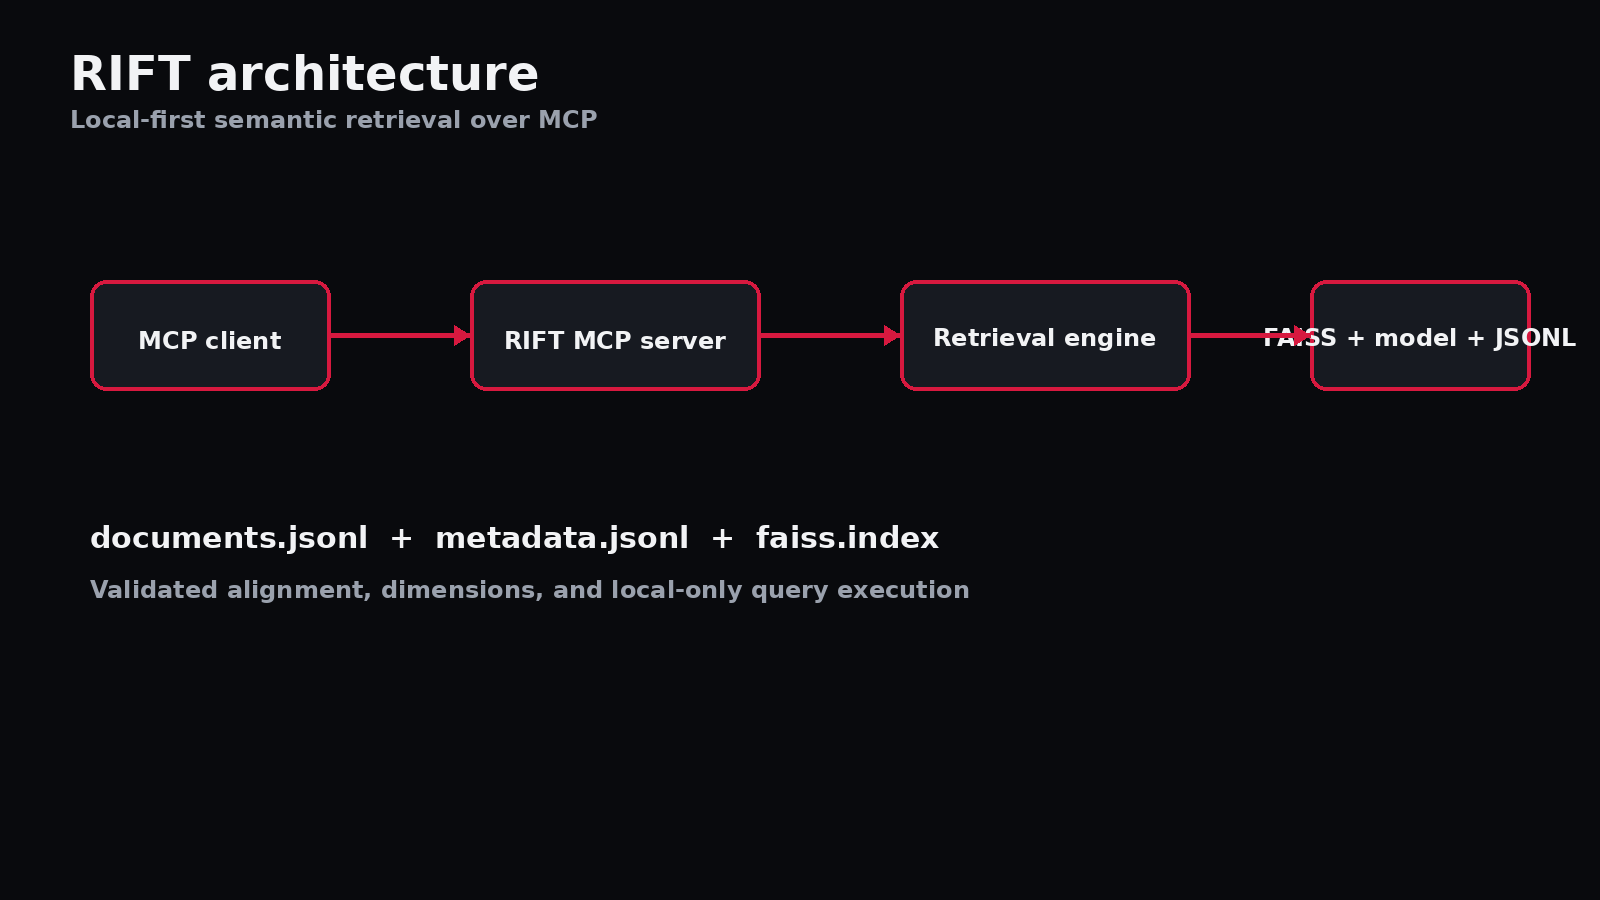 RIFT architecture
Local-first semantic retrieval over MCP
MCP client
RIFT MCP server
Retrieval engine
FAISS + model + JSONL
documents.jsonl + metadata.jsonl + faiss.index
Validated alignment, dimensions, and local-only query execution